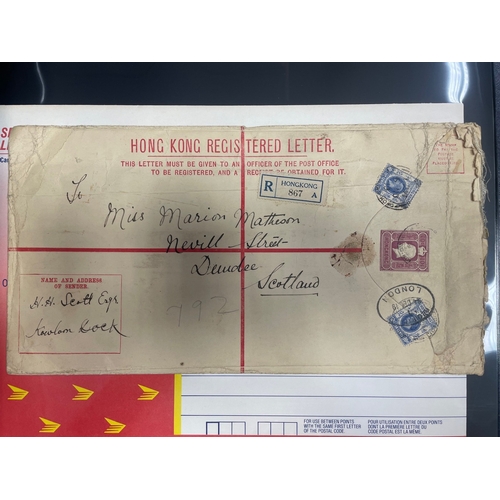 HONG KONG REGISTERED LETTER.
THIS LETTER MUST BE GIVEN TO AN OFFICER OF THE POST OFFICE
TO BE REGISTERED, AND A RECEIPT BE OBTAINED FOR IT.
R HONGKONG
867 A
To
Miss Marion Matheson
Nevill Street
Dundee
Scotland
NAME AND ADDRESS
OF SENDER.
H.H. Scott Esqr
Kowloon Dock
792
LONDON
FOR USE BETWEEN POINTS
WITH THE SAME FIRST LETTER
OF THE POSTAL CODE.
POUR UTILISATION ENTRE DEUX POINTS
DONT LA PREMIÈRE LETTRE DU
CODE POSTAL EST LA MÊME.